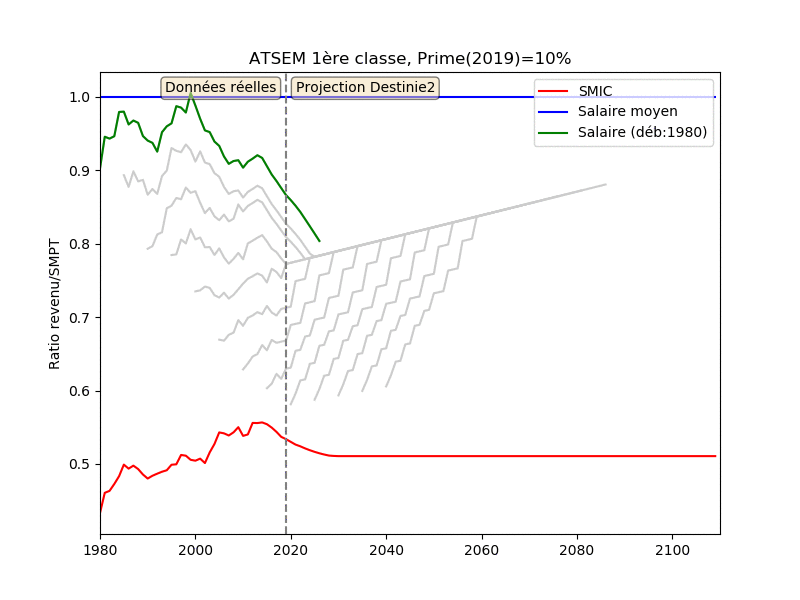 ATSEM 1ère classe, Prime(2019)=10%
Données réelles
Projection Destinie2
SMIC
Salaire moyen
Salaire (déb:1980)
Ratio revenu/SMPT
1.0
0.9
0.8
0.7
0.6
0.5
1980 2000 2020 2040 2060 2080 2100